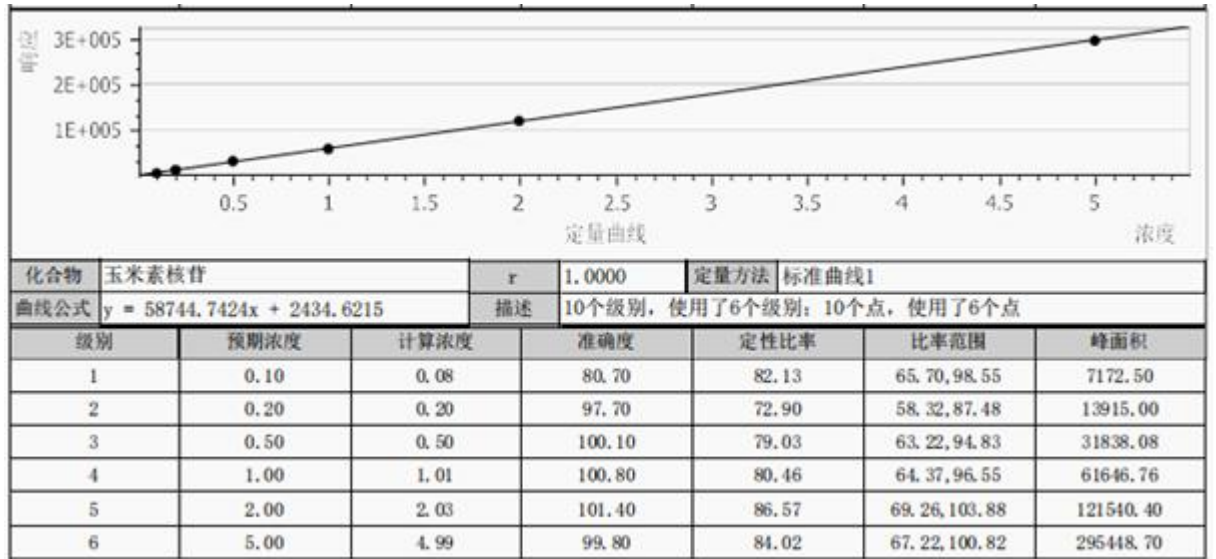 响应
3E+005
2E+005
1E+005
0.5 1 1.5 2 2.5 3 3.5 4 4.5 5
定量曲线 浓度
化合物 玉米素核苷 r 1.0000 定量方法 标准曲线1
曲线公式 y = 58744.7424x + 2434.6215 描述 10个级别，使用了6个级别；10个点，使用了6个点
级别 预期浓度 计算浓度 准确度 定性比率 比率范围 峰面积
1 0.10 0.08 80.70 82.13 65.70,98.55 7172.50
2 0.20 0.20 97.70 72.90 58.32,87.48 13915.00
3 0.50 0.50 100.10 79.03 63.22,94.83 31838.08
4 1.00 1.01 100.80 80.46 64.37,96.55 61646.76
5 2.00 2.03 101.40 86.57 69.26,103.88 121540.40
6 5.00 4.99 99.80 84.02 67.22,100.82 295448.70